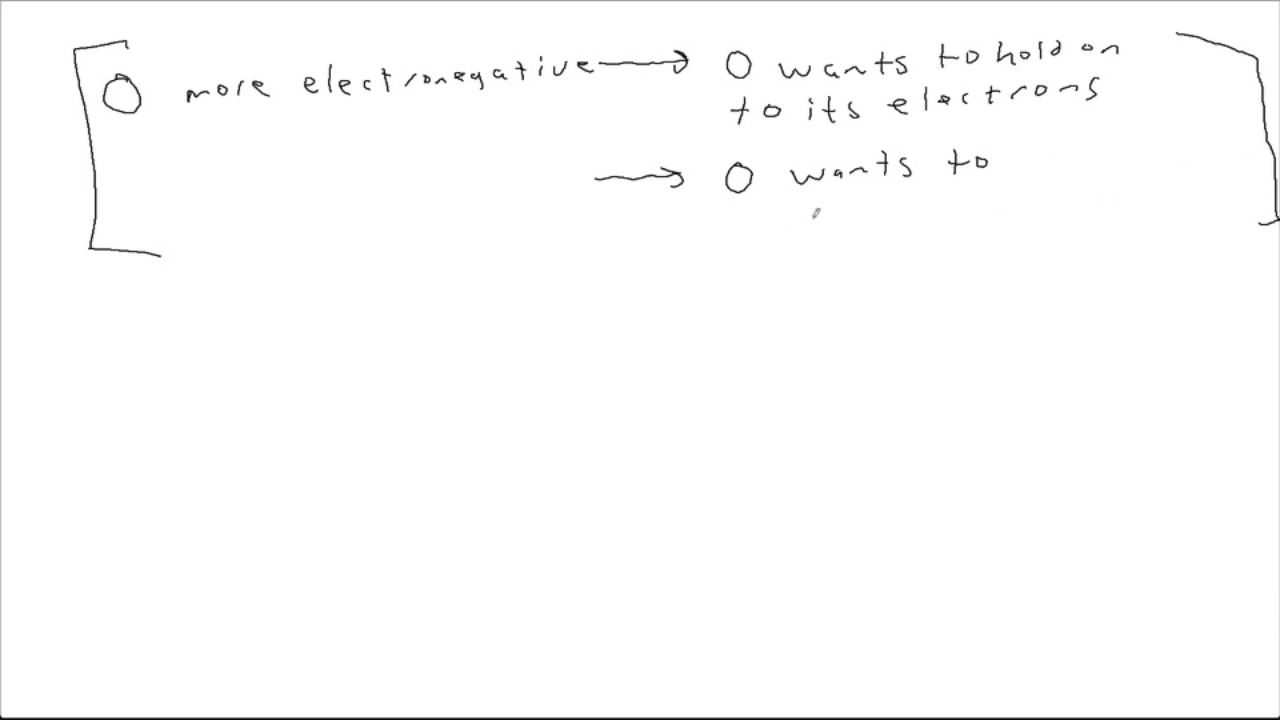 O more electronegative → O wants to hold on
to its electrons
→ O wants to